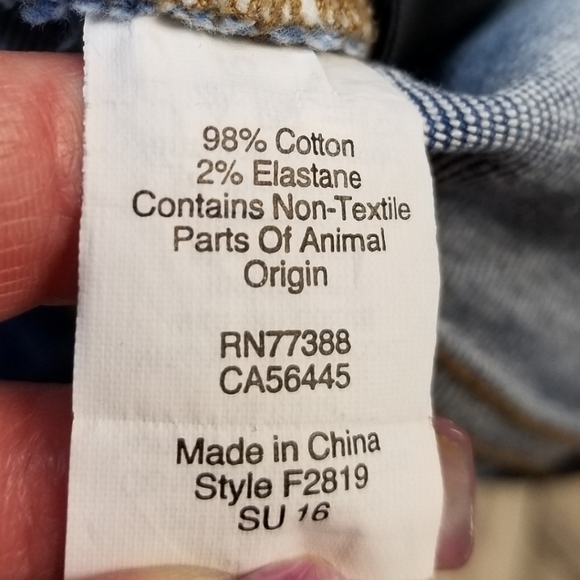 98% Cotton
2% Elastane
Contains Non-Textile
Parts Of Animal
Origin
RN77388
CA56445
Made in China
Style F2819
SU 16